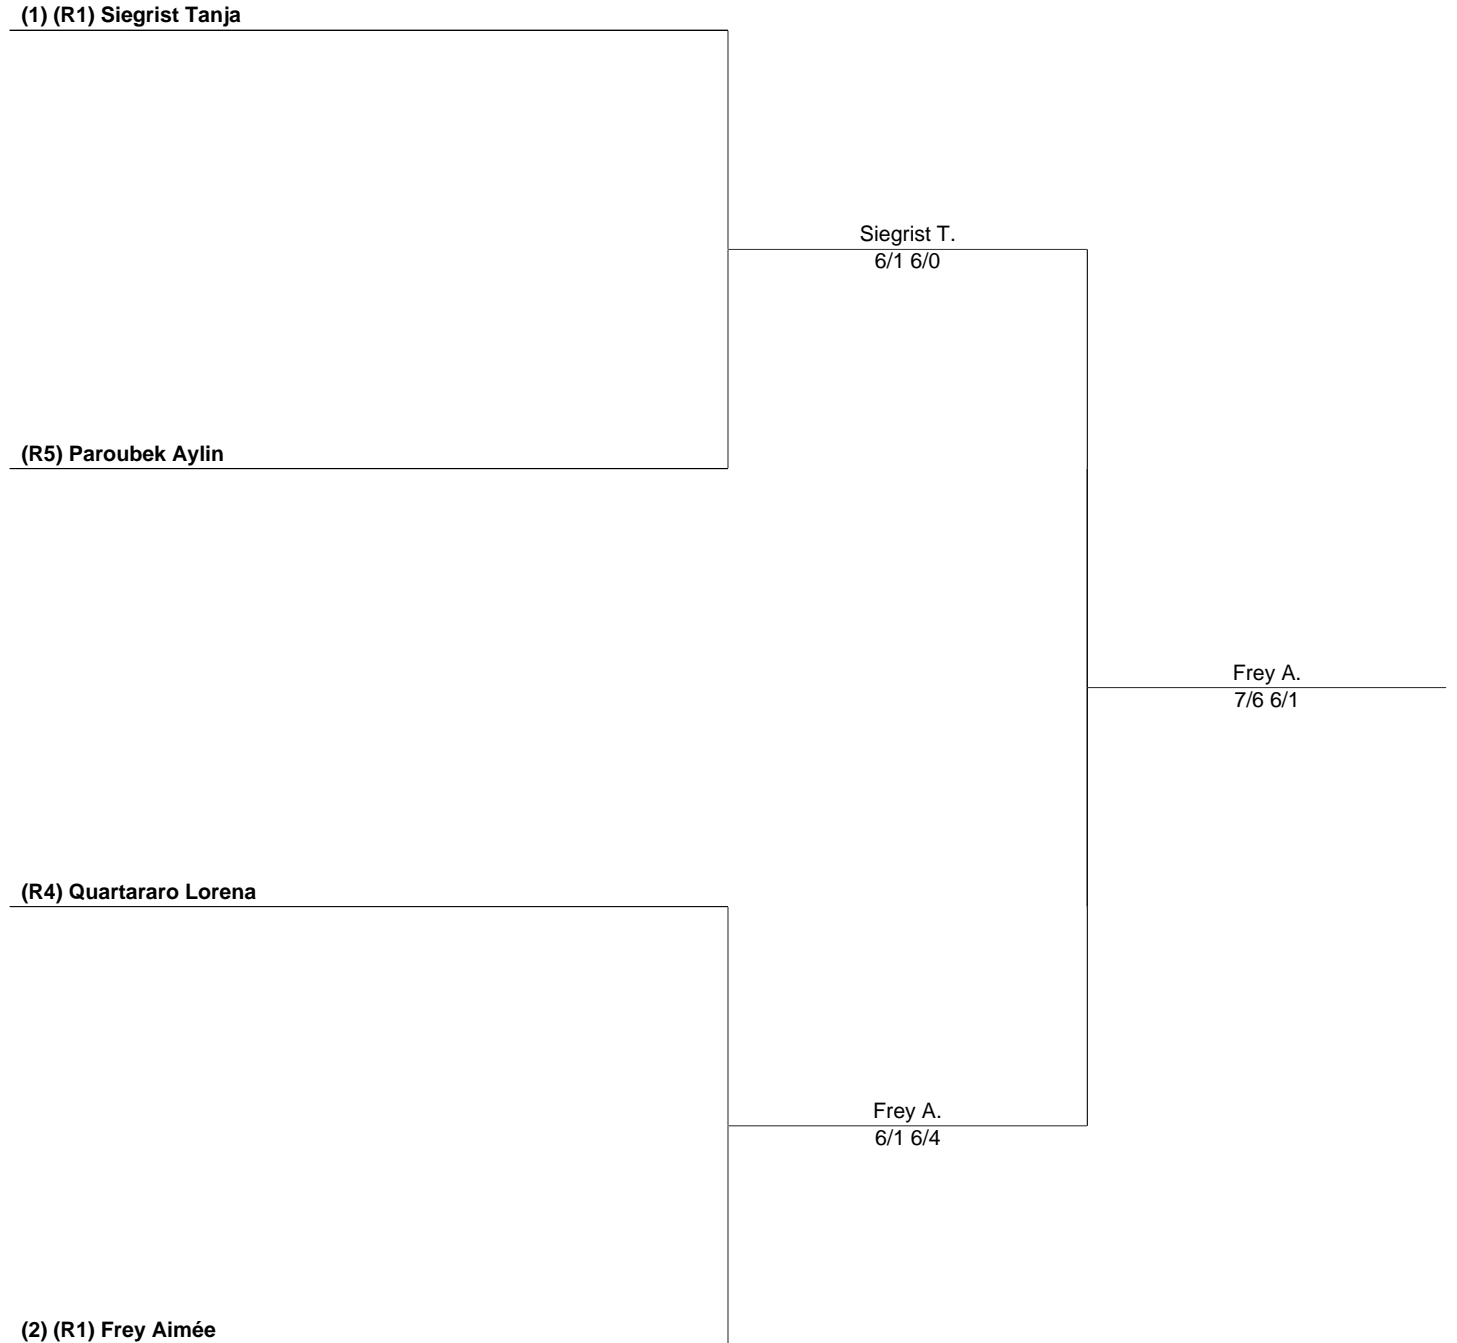 (1) (R1) Siegrist Tanja
Siegrist T.
6/1 6/0
(R5) Paroubek Aylin
Frey A.
7/6 6/1
(R4) Quartararo Lorena
Frey A.
6/1 6/4
(2) (R1) Frey Aimée